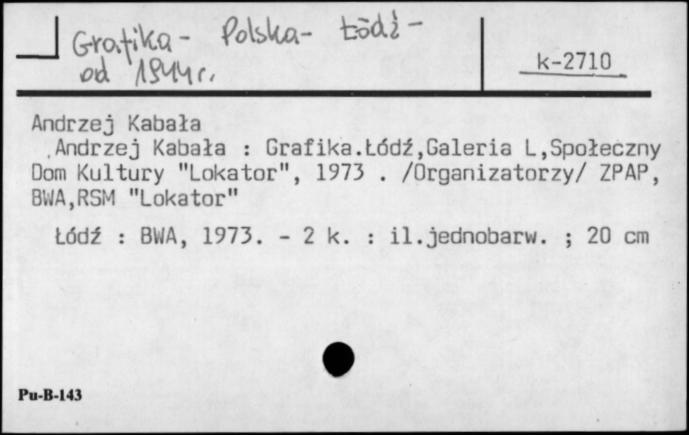 Grafika - Polska - Łódź -
od 1944 r.
k-2710
Andrzej Kabała
Andrzej Kabała : Grafika.Łódź,Galeria L,Społeczny
Dom Kultury "Lokator", 1973 . /Organizatorzy/ ZPAP,
BWA,RSM "Lokator"
Łódź : BWA, 1973. - 2 k. : il.jednobarw. ; 20 cm
Pu-B-143